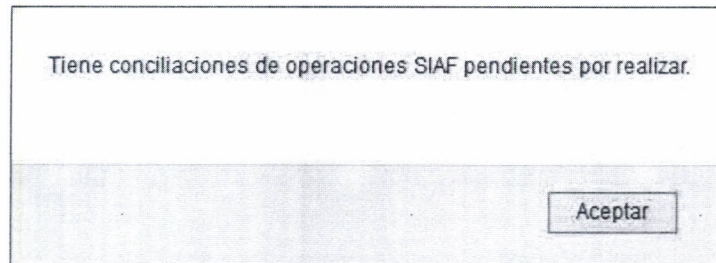 Tiene conciliaciones de operaciones SIAF pendientes por realizar.
Aceptar